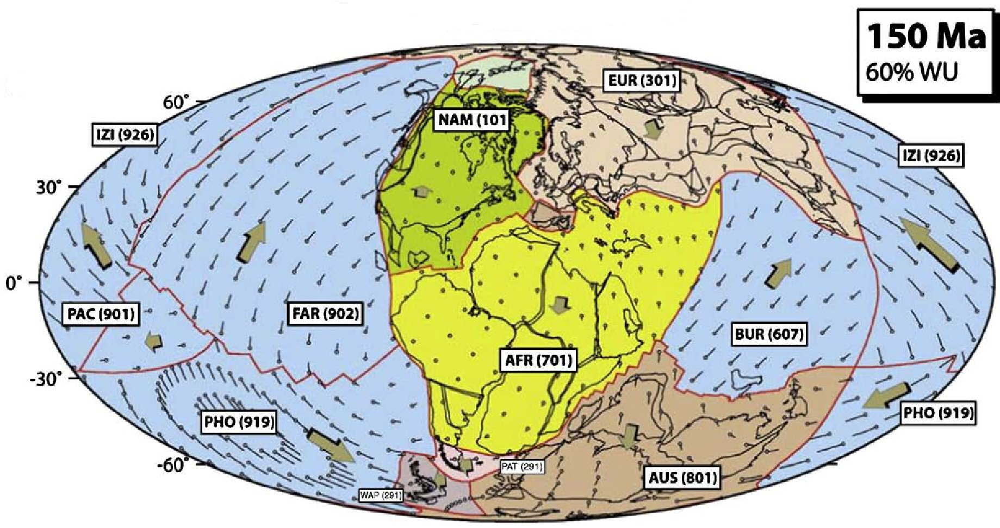 150 Ma
60% WU
EUR (301)
60°
NAM (101
IZI (926)
IZI (926)
30°
0°
PAC (901)
FAR (902)
BUR (607)
AFR (701)
-30°
PHO (919)
PHO (919)
-60°
PAT (291)
AUS (801)
WAP (291)